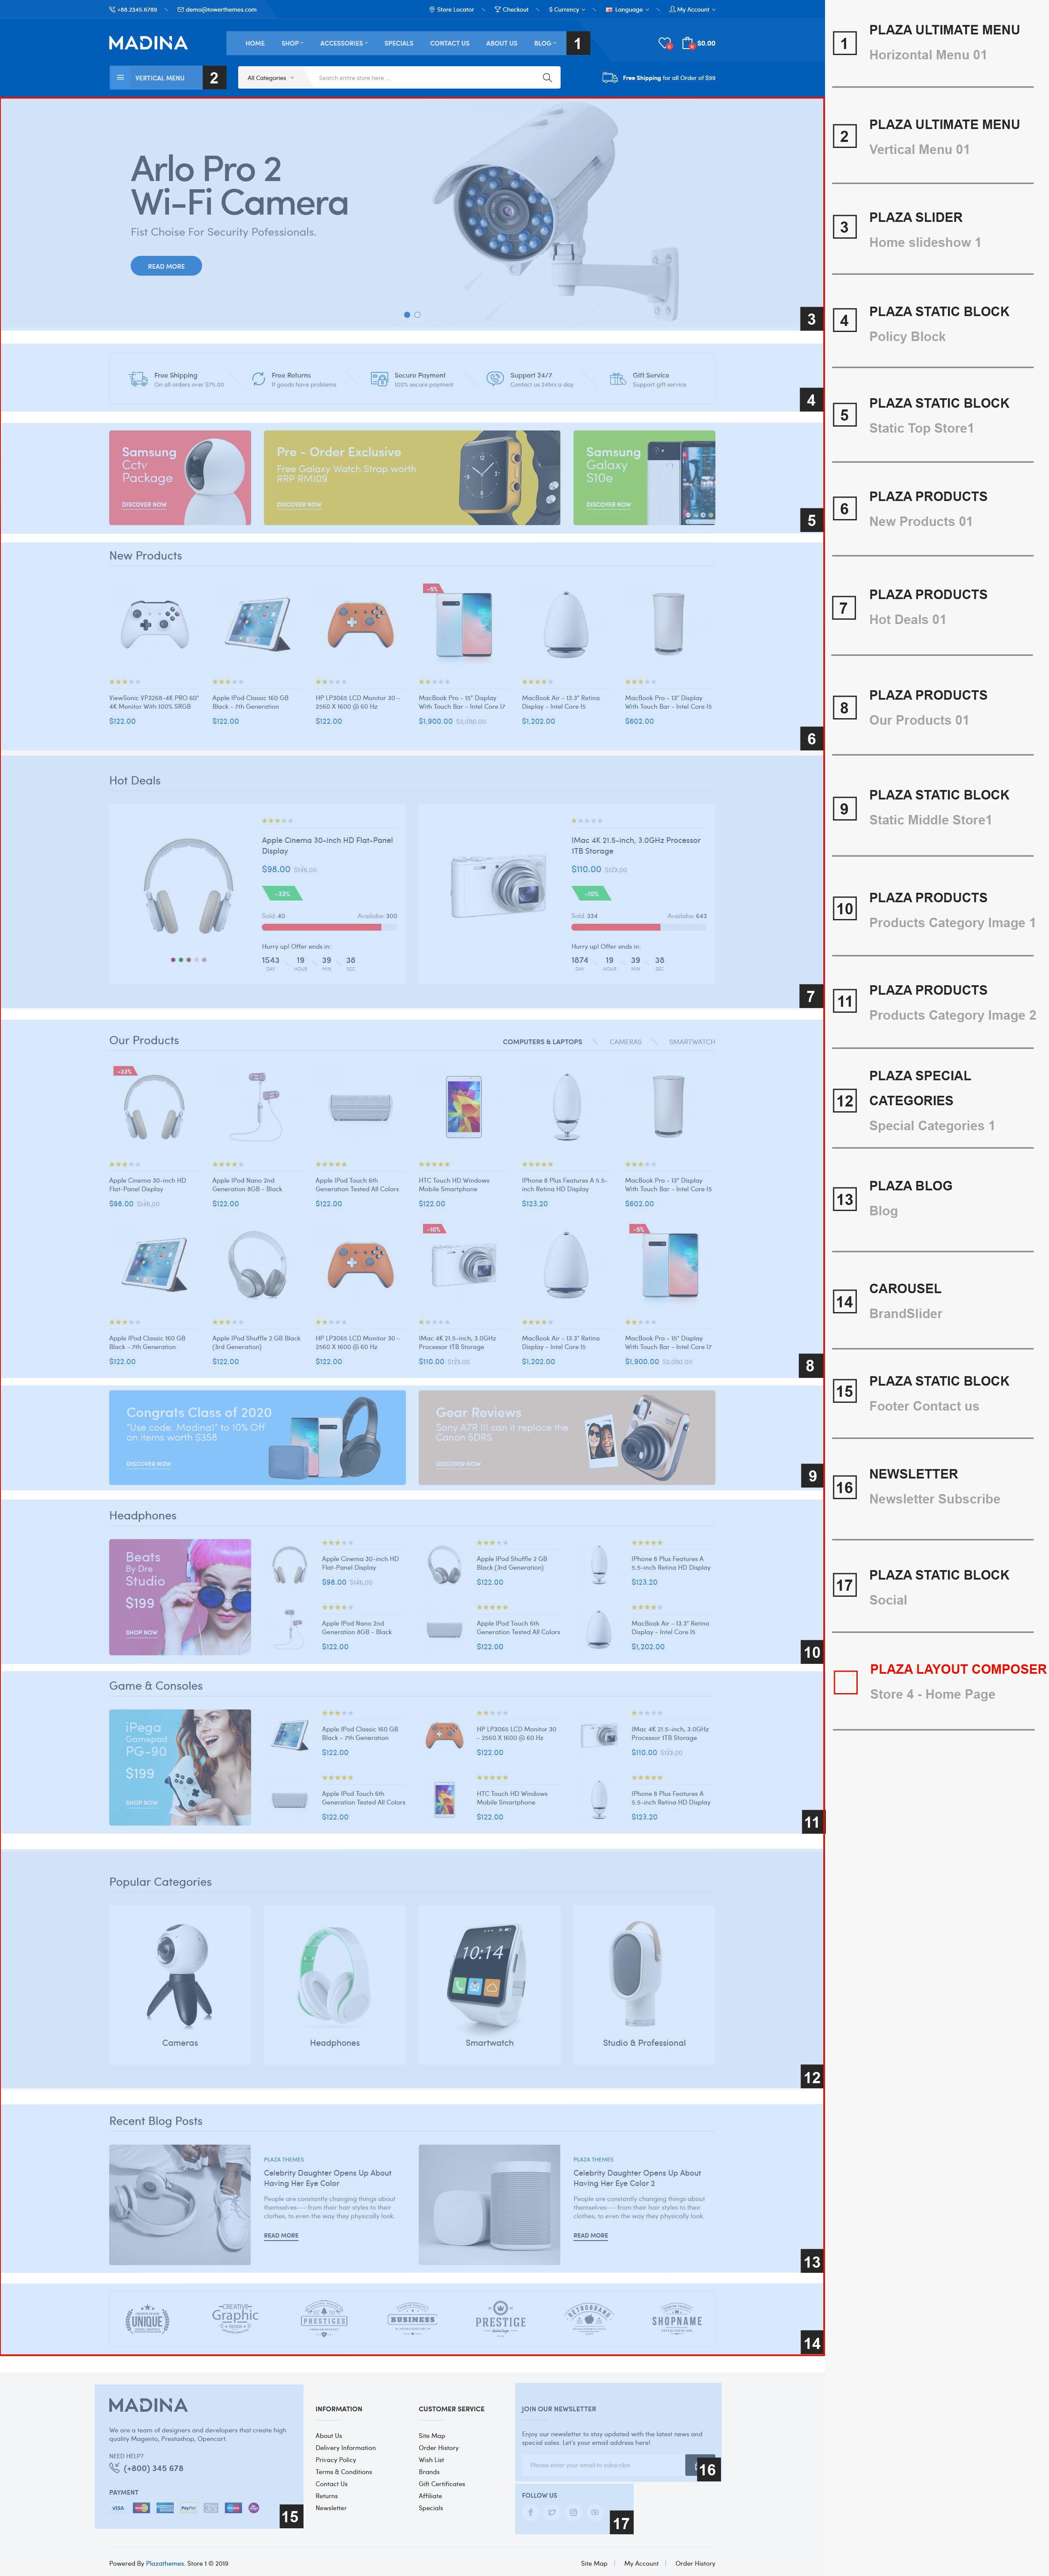 +88.2345.6789
demo@towerthemes.com
Store Locator
Checkout
$ Currency
Language
My Account
MADINA
HOME
SHOP
ACCESSORIES
SPECIALS
CONTACT US
ABOUT US
BLOG
1
0
0
$0.00
VERTICAL MENU
2
All Categories
Search entire store here ...
Free Shipping for all Order of $99
Arlo Pro 2
Wi-Fi Camera
Fist Choise For Security Pofessionals.
READ MORE
3
Free Shipping
On all orders over $75.00
Free Returns
If goods have problems
Secure Payment
100% secure payment
Support 24/7
Contact us 24hrs a day
Gift Service
Support gift service
4
Samsung
Cctv
Package
DISCOVER NOW
Pre - Order Exclusive
Free Galaxy Watch Strap worth
RRP RM109
DISCOVER NOW
Samsung
Galaxy
S10e
DISCOVER NOW
5
New Products
-5%
ViewSonic VP3268-4K PRO 60"
4K Monitor With 100% SRGB
$122.00
Apple IPod Classic 160 GB
Black - 7th Generation
$122.00
HP LP3065 LCD Monitor 30 -
2560 X 1600 @ 60 Hz
$122.00
MacBook Pro - 15" Display
With Touch Bar - Intel Core I7
$1,900.00 $2,000.00
MacBook Air - 13.3" Retina
Display - Intel Core I5
$1,202.00
MacBook Pro - 13" Display
With Touch Bar - Intel Core I5
$602.00
6
Hot Deals
Apple Cinema 30-inch HD Flat-Panel
Display
$98.00 $146.00
-33%
Sold: 40
Availabe: 300
Hurry up! Offer ends in:
1543 19 39 38
DAY HOUR MIN SEC
IMac 4K 21.5-inch, 3.0GHz Processor
1TB Storage
$110.00 $122.00
-10%
Sold: 334
Availabe: 643
Hurry up! Offer ends in:
1874 19 39 38
DAY HOUR MIN SEC
7
Our Products
COMPUTERS & LAPTOPS
CAMERAS
SMARTWATCH
-33%
Apple Cinema 30-inch HD
Flat-Panel Display
$98.00 $146.00
Apple IPod Nano 2nd
Generation 8GB - Black
$122.00
Apple IPod Touch 6th
Generation Tested All Colors
$122.00
HTC Touch HD Windows
Mobile Smartphone
$122.00
IPhone 8 Plus Features A 5.5-
inch Retina HD Display
$123.20
MacBook Pro - 13" Display
With Touch Bar - Intel Core I5
$602.00
-10%
-5%
Apple IPod Classic 160 GB
Black - 7th Generation
$122.00
Apple IPod Shuffle 2 GB Black
(3rd Generation)
$122.00
HP LP3065 LCD Monitor 30 -
2560 X 1600 @ 60 Hz
$122.00
IMac 4K 21.5-inch, 3.0GHz
Processor 1TB Storage
$110.00 $122.00
MacBook Air - 13.3" Retina
Display - Intel Core I5
$1,202.00
MacBook Pro - 15" Display
With Touch Bar - Intel Core I7
$1,900.00 $2,000.00
8
Congrats Class of 2020
"Use code: Madina1" to 10% Off
on items worth $358
DISCOVER NOW
Gear Reviews
Sony A7R III can it replace the
Canon 5DRS
DISCOVER NOW
9
Headphones
Beats
By Dre
Studio
$199
SHOP NOW
Apple Cinema 30-inch HD
Flat-Panel Display
$98.00 $146.00
Apple IPod Shuffle 2 GB
Black (3rd Generation)
$122.00
IPhone 8 Plus Features A
5.5-inch Retina HD Display
$123.20
Apple IPod Nano 2nd
Generation 8GB - Black
$122.00
Apple IPod Touch 6th
Generation Tested All Colors
$122.00
MacBook Air - 13.3" Retina
Display - Intel Core I5
$1,202.00
10
Game & Consoles
iPega
Gamepad
PG-90
$199
SHOP NOW
Apple IPod Classic 160 GB
Black - 7th Generation
$122.00
HP LP3065 LCD Monitor 30
- 2560 X 1600 @ 60 Hz
$122.00
IMac 4K 21.5-inch, 3.0GHz
Processor 1TB Storage
$110.00 $122.00
Apple IPod Touch 6th
Generation Tested All Colors
$122.00
HTC Touch HD Windows
Mobile Smartphone
$122.00
IPhone 8 Plus Features A
5.5-inch Retina HD Display
$123.20
11
Popular Categories
10:14
Cameras
Headphones
Smartwatch
Studio & Professional
12
Recent Blog Posts
PLAZA THEMES
Celebrity Daughter Opens Up About
Having Her Eye Color
People are constantly changing things about
themselves--- from their hair styles to their
clothes, to even the way they physically look.
READ MORE
PLAZA THEMES
Celebrity Daughter Opens Up About
Having Her Eye Color 2
People are constantly changing things about
themselves--- from their hair styles to their
clothes, to even the way they physically look.
READ MORE
13
UNIQUE
CREATIVE
Graphic
DESIGN
PRESTIGES
BUSINESS
PRESTIGE
RETROBRAND
SHOPNAME
14
MADINA
We are a team of designers and developers that create high
quality Magento, Prestashop, Opencart.
NEED HELP?
(+800) 345 678
PAYMENT
VISA
PayPal
15
INFORMATION
About Us
Delivery Information
Privacy Policy
Terms & Conditions
Contact Us
Returns
Newsletter
CUSTOMER SERVICE
Site Map
Order History
Wish List
Brands
Gift Certificates
Affiliate
Specials
JOIN OUR NEWSLETTER
Enjoy our newsletter to stay updated with the latest news and
special sales. Let's your email address here!
Please enter your email to subscribe
16
FOLLOW US
17
Powered By Plazathemes. Store 1 © 2019
Site Map
My Account
Order History
1
PLAZA ULTIMATE MENU
Horizontal Menu 01
2
PLAZA ULTIMATE MENU
Vertical Menu 01
3
PLAZA SLIDER
Home slideshow 1
4
PLAZA STATIC BLOCK
Policy Block
5
PLAZA STATIC BLOCK
Static Top Store1
6
PLAZA PRODUCTS
New Products 01
7
PLAZA PRODUCTS
Hot Deals 01
8
PLAZA PRODUCTS
Our Products 01
9
PLAZA STATIC BLOCK
Static Middle Store1
10
PLAZA PRODUCTS
Products Category Image 1
11
PLAZA PRODUCTS
Products Category Image 2
12
PLAZA SPECIAL
CATEGORIES
Special Categories 1
13
PLAZA BLOG
Blog
14
CAROUSEL
BrandSlider
15
PLAZA STATIC BLOCK
Footer Contact us
16
NEWSLETTER
Newsletter Subscribe
17
PLAZA STATIC BLOCK
Social
PLAZA LAYOUT COMPOSER
Store 4 - Home Page